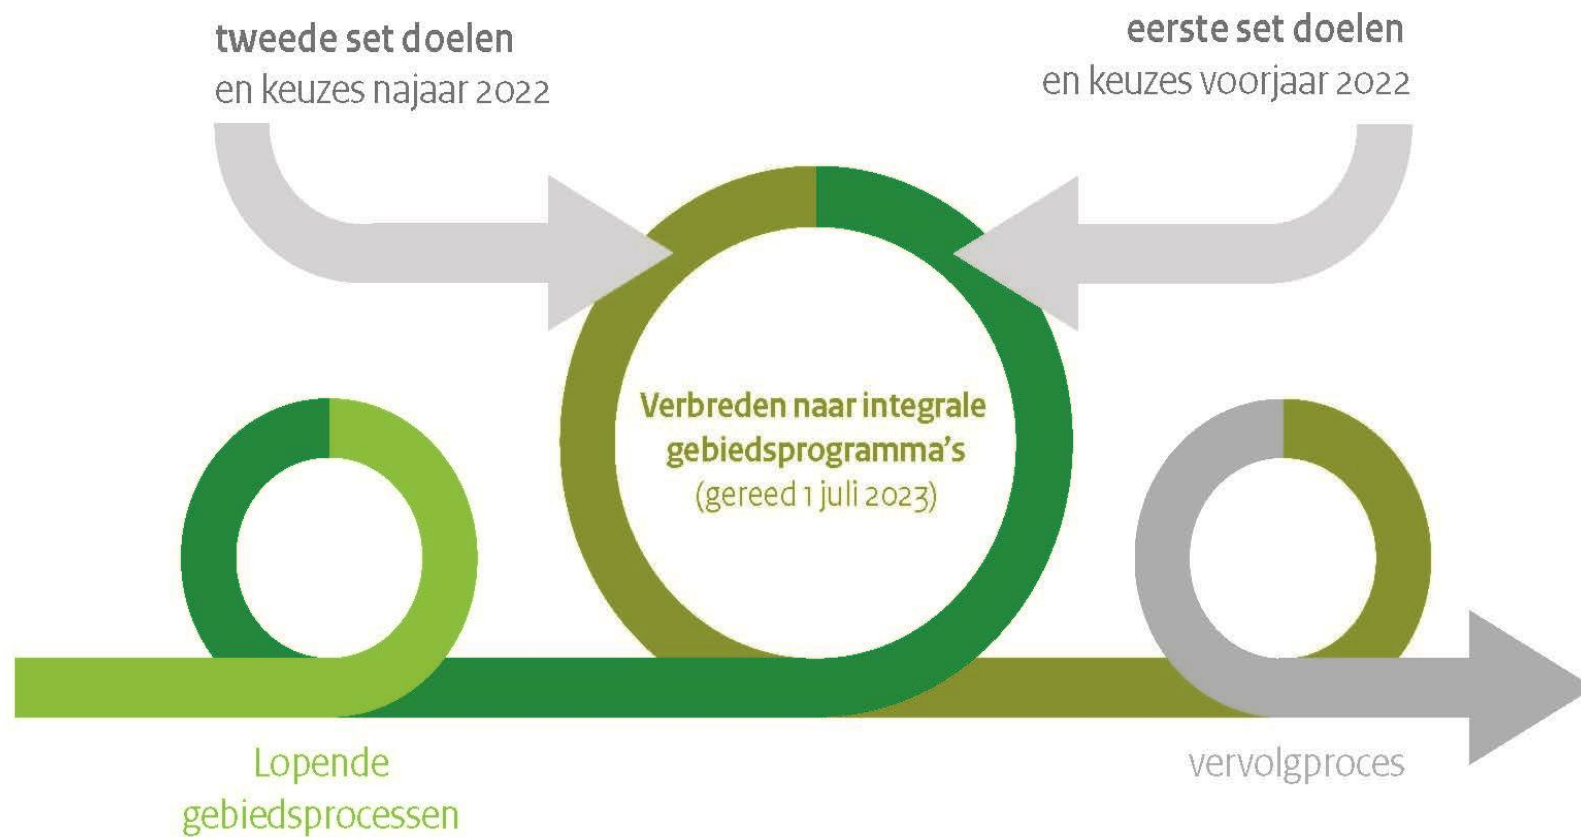 tweede set doelen
en keuzes najaar 2022
eerste set doelen
en keuzes voorjaar 2022
Verbreden naar integrale
gebiedsprogramma's
(gereed 1 juli 2023)
Lopende
gebiedsprocessen
vervolgproces